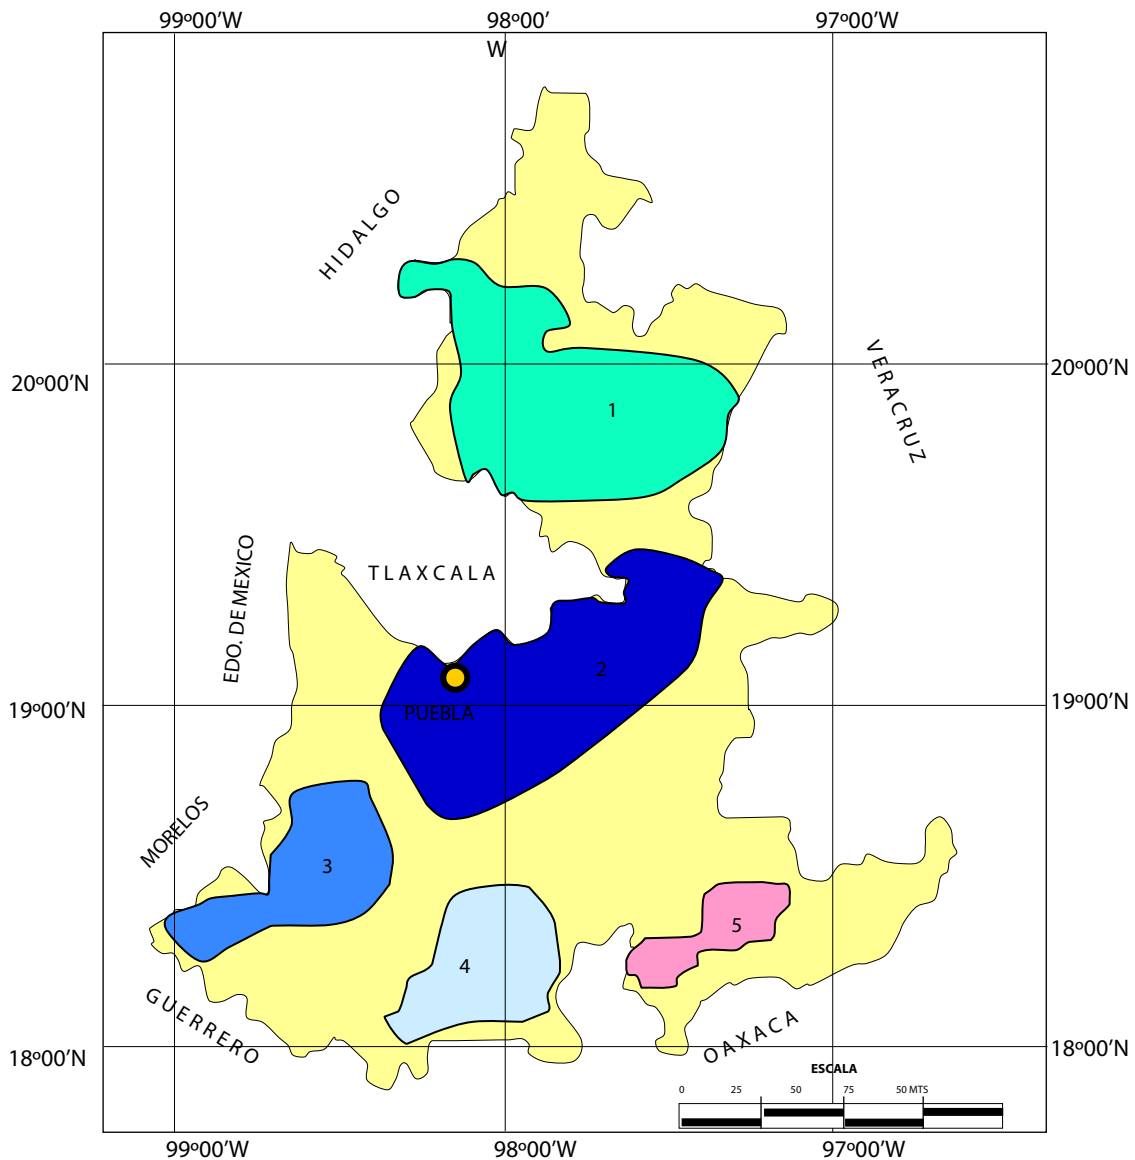 99º00’W
98º00’
W
97º00’W
HIDALGO
VERACRUZ
20º00’N
20º00’N
1
EDO. DE MEXICO
TLAXCALA
2
19º00’N
19º00’N
PUEBLA
MORELOS
3
5
4
GUERRERO
OAXACA
18º00’N
18º00’N
ESCALA
0 25 50 75 50 MTS
99º00’W
98º00’W
97º00’W